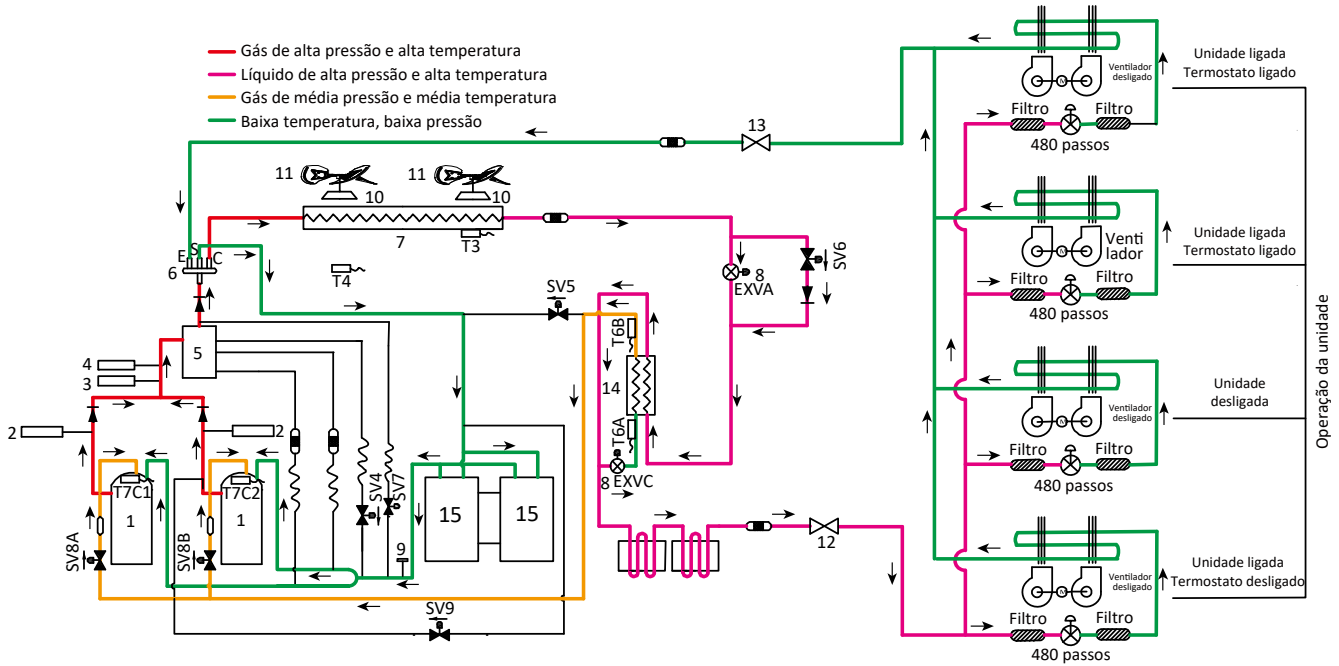 Gás de alta pressão e alta temperatura
Líquido de alta pressão e alta temperatura
Gás de média pressão e média temperatura
Baixa temperatura, baixa pressão
13
11
11
10
10
7
T3
T4
E
S
C
6
5
4
3
2
2
T7C1
T7C2
1
1
SV8A
SV8B
SV4
SV7
9
SV9
15
15
SV5
T6B
14
T6A
8
EXVC
8
EXVA
SV6
12
Ventilador
desligado
Filtro
Filtro
480 passos
Unidade ligada
Termostato ligado
Venti
lador
Filtro
Filtro
480 passos
Unidade ligada
Termostato ligado
Ventilador
desligado
Filtro
Filtro
480 passos
Unidade
desligada
Ventilador
desligado
Filtro
Filtro
480 passos
Unidade ligada
Termostato desligado
Operação da unidade
M
M
M
M